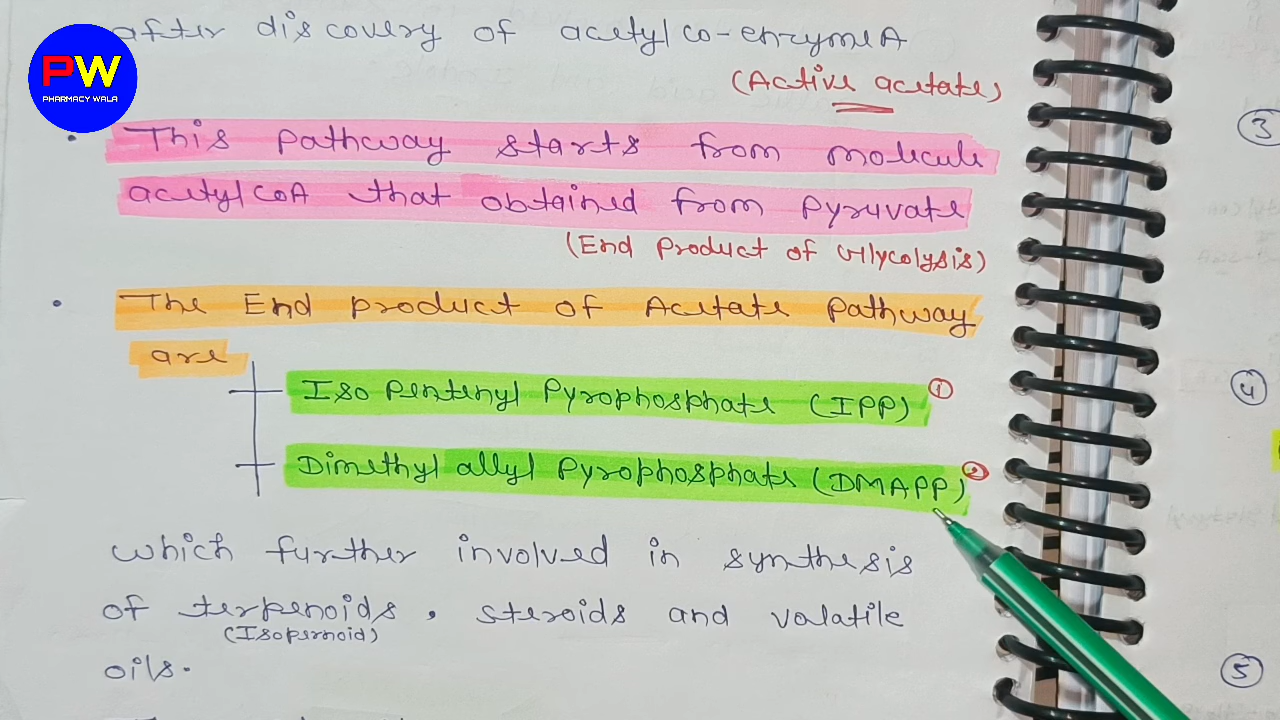 after discovery of acetyl co-enzyme A
PW
PHARMACY WALA
(Active acetate)
• This pathway starts from molecule
acetyl CoA that obtained from Pyruvate
(End Product of Glycolysis)
• The End product of Acetate Pathway
are
Iso Pentenyl Pyrophosphate (IPP) 1
Dimethyl allyl Pyrophosphate (DMAPP) 2
which further involved in synthesis
of terpenoids, steroids and volatile
(Isopernoid)
oils.
3
4
5